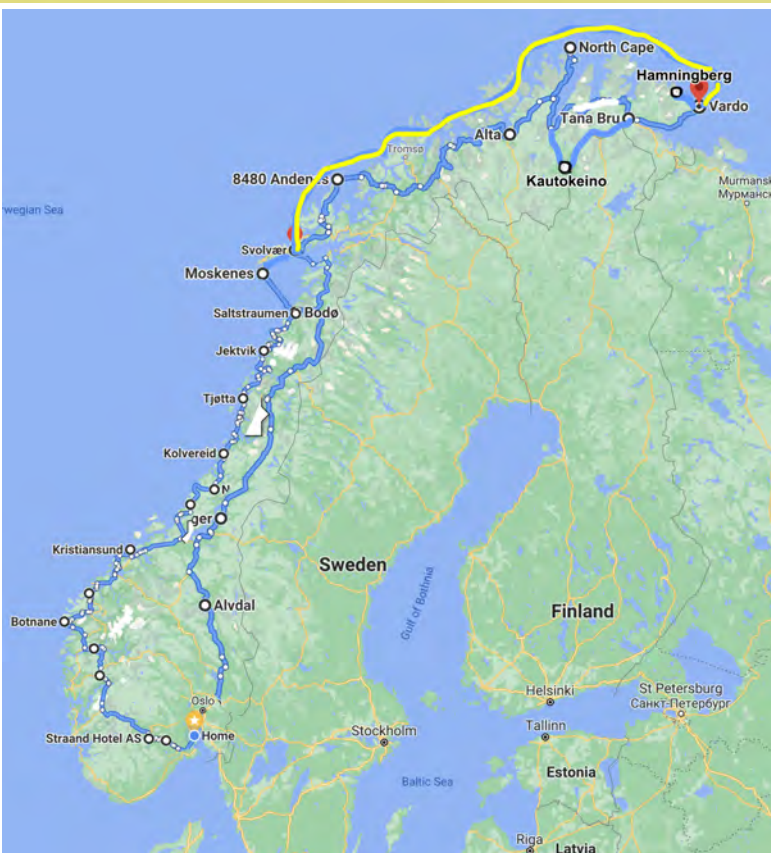 North Cape
Hamningberg
Vardo
Tana Bru
Alta
Tromsø
Kautokeino
8480 Andenes
Murmansk
Мурманск
rwegian Sea
Svolvær
Moskenes
Saltstraumen
Bodø
Jektvik
Tjøtta
Kolvereid
N
ger
Kristiansund
Sweden
Gulf of Bothnia
Finland
Botnane
Alvdal
Oslo
Helsinki
St Petersburg
Санкт-Петербург
Straand Hotel AS
Home
Stockholm
Tallinn
Baltic Sea
Estonia
Riga
Latvia